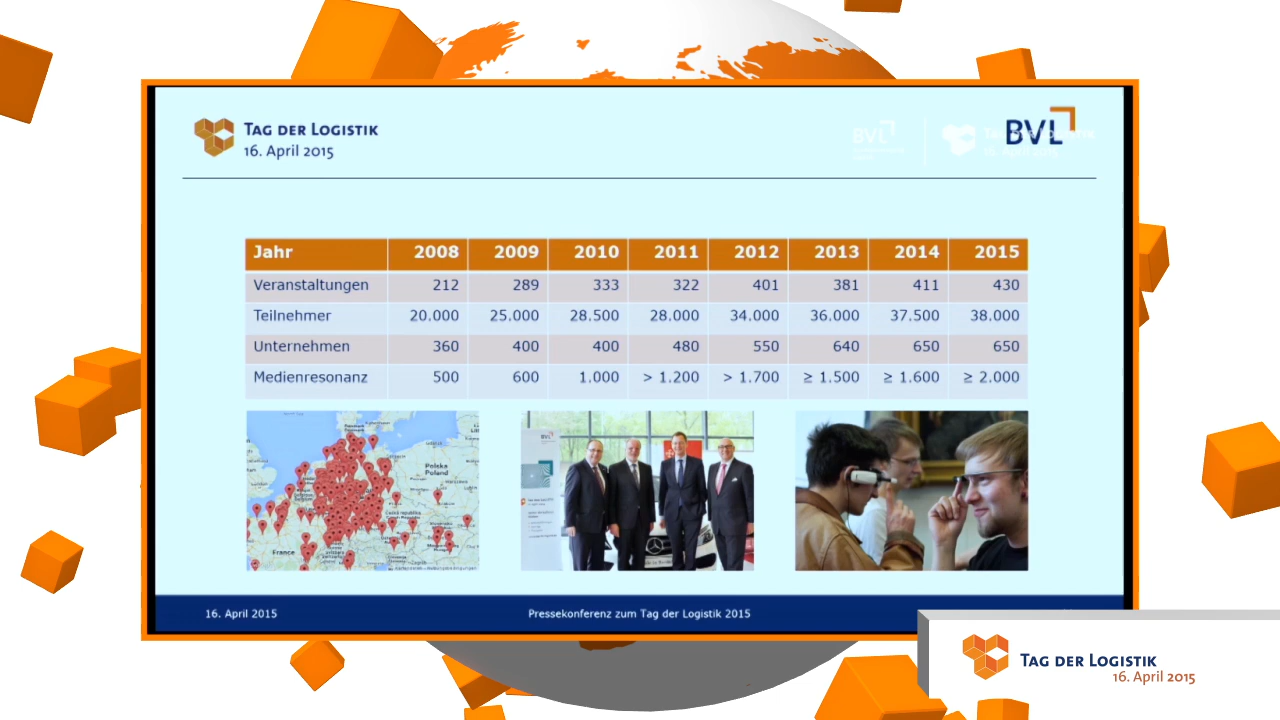 TAG DER LOGISTIK
16. April 2015
BVL
BVL
Jahr 2008 2009 2010 2011 2012 2013 2014 2015
Veranstaltungen 212 289 333 322 401 381 411 430
Teilnehmer 20.000 25.000 28.500 28.000 34.000 36.000 37.500 38.000
Unternehmen 360 400 400 480 550 640 650 650
Medienresonanz 500 600 1.000 > 1.200 > 1.700 ≥ 1.500 ≥ 1.600 ≥ 2.000
Polska
Poland
France
16. April 2015 Pressekonferenz zum Tag der Logistik 2015
TAG DER LOGISTIK
16. April 2015